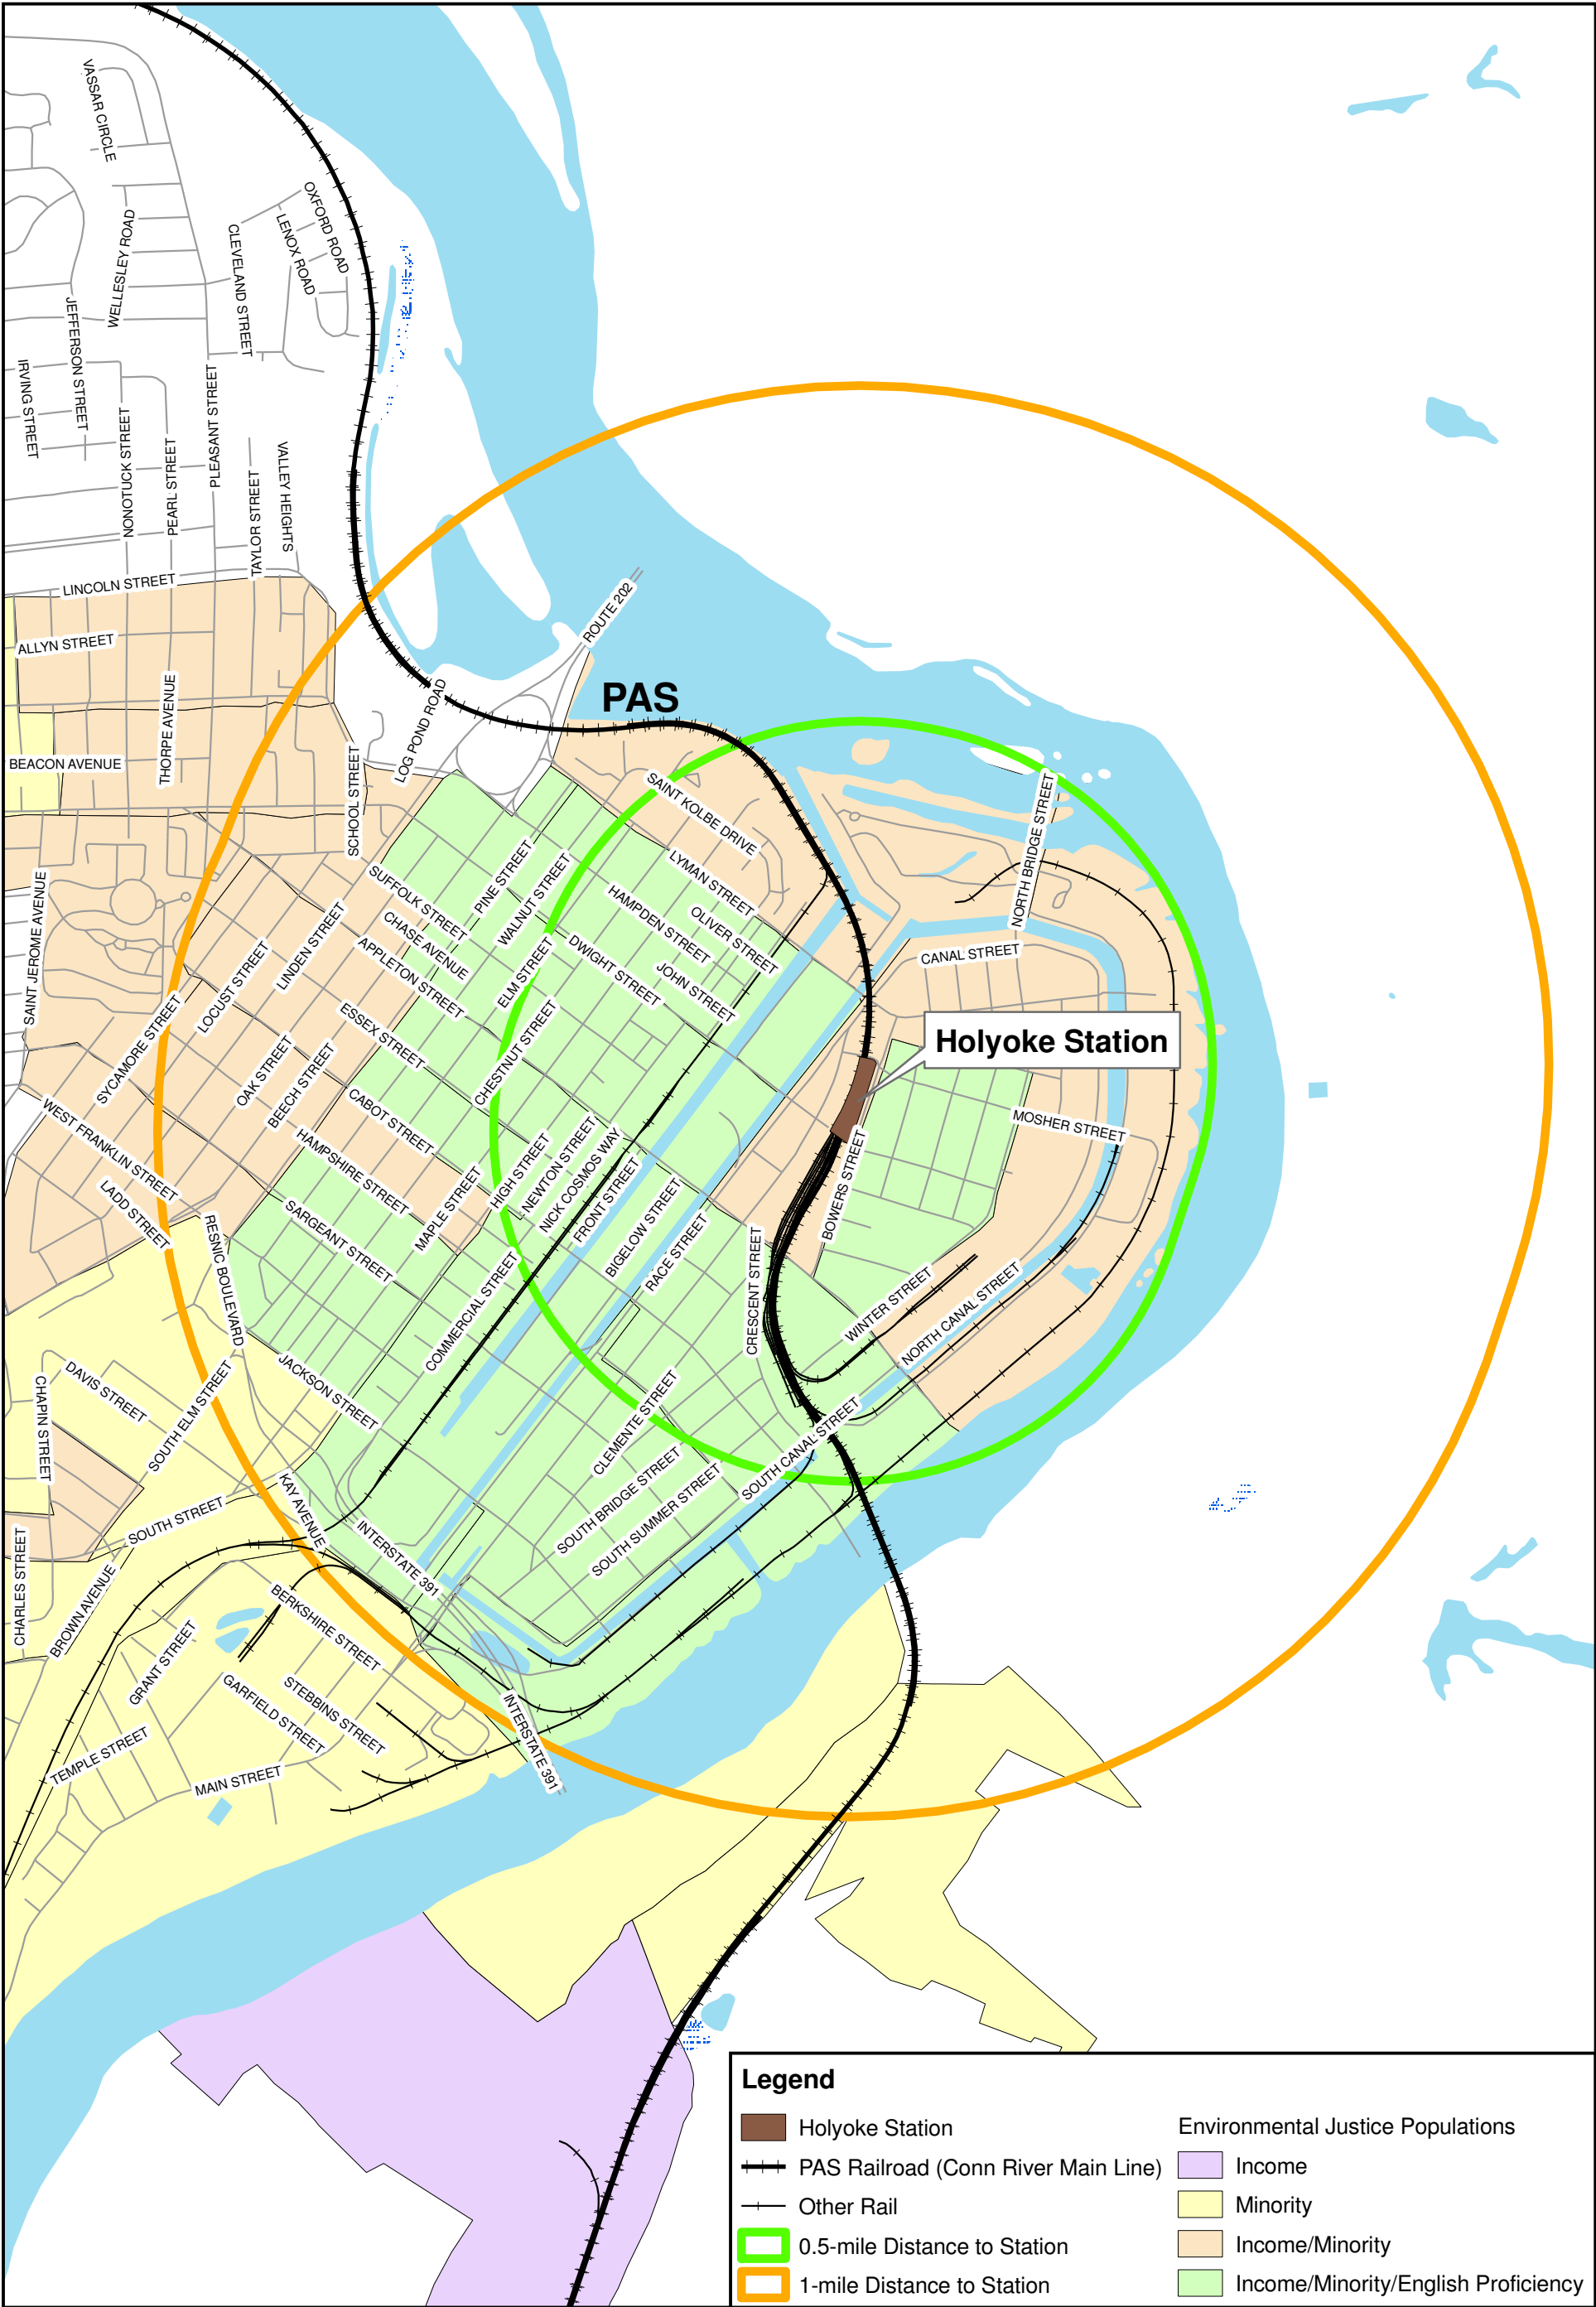 VASSAR CIRCLE
OXFORD ROAD
LENOX ROAD
WELLESLEY ROAD
CLEVELAND STREET
JEFFERSON STREET
IRVING STREET
PLEASANT STREET
NONOTUCK STREET
PEARL STREET
VALLEY HEIGHTS
TAYLOR STREET
LINCOLN STREET
ROUTE 202
ALLYN STREET
PAS
LOG POND ROAD
THORPE AVENUE
BEACON AVENUE
SCHOOL STREET
SAINT KOLBE DRIVE
NORTH BRIDGE STREET
LYMAN STREET
PINE STREET
WALNUT STREET
SUFFOLK STREET
HAMPDEN STREET
OLIVER STREET
CHASE AVENUE
SAINT JEROME AVENUE
LINDEN STREET
APPLETON STREET
ELM STREET
DWIGHT STREET
JOHN STREET
CANAL STREET
LOCUST STREET
SYCAMORE STREET
ESSEX STREET
CHESTNUT STREET
Holyoke Station
OAK STREET
BEECH STREET
CABOT STREET
MOSHER STREET
WEST FRANKLIN STREET
HAMPSHIRE STREET
HIGH STREET
NEWTON STREET
NICK COSMOS WAY
FRONT STREET
BOWERS STREET
LADD STREET
MAPLE STREET
SARGEANT STREET
BIGELOW STREET
RACE STREET
RESNIC BOULEVARD
CRESCENT STREET
COMMERCIAL STREET
WINTER STREET
NORTH CANAL STREET
DAVIS STREET
JACKSON STREET
CHAPIN STREET
SOUTH ELM STREET
CLEMENTE STREET
SOUTH CANAL STREET
SOUTH STREET
KAY AVENUE
INTERSTATE 391
SOUTH BRIDGE STREET
SOUTH SUMMER STREET
CHARLES STREET
BROWN AVENUE
BERKSHIRE STREET
GRANT STREET
GARFIELD STREET
STEBBINS STREET
INTERSTATE 391
TEMPLE STREET
MAIN STREET
Legend
Holyoke Station
PAS Railroad (Conn River Main Line)
Other Rail
0.5-mile Distance to Station
1-mile Distance to Station
Environmental Justice Populations
Income
Minority
Income/Minority
Income/Minority/English Proficiency